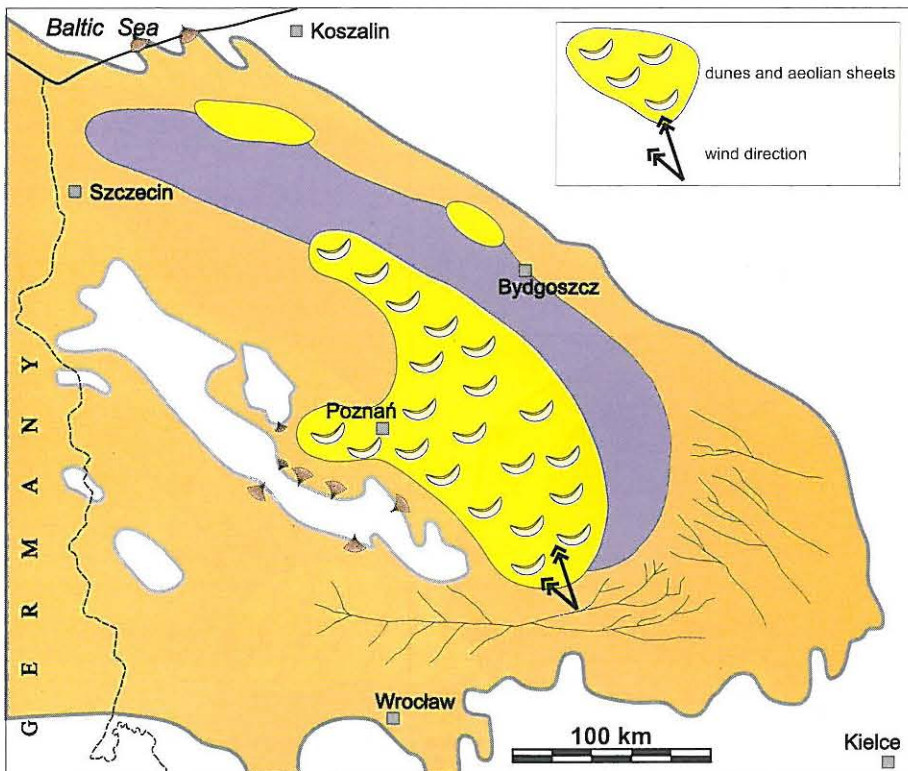 Baltic Sea
Koszalin
dunes and aeolian sheets
wind direction
Szczecin
Bydgoszcz
Poznań
GERMANY
Wrocław
100 km
Kielce